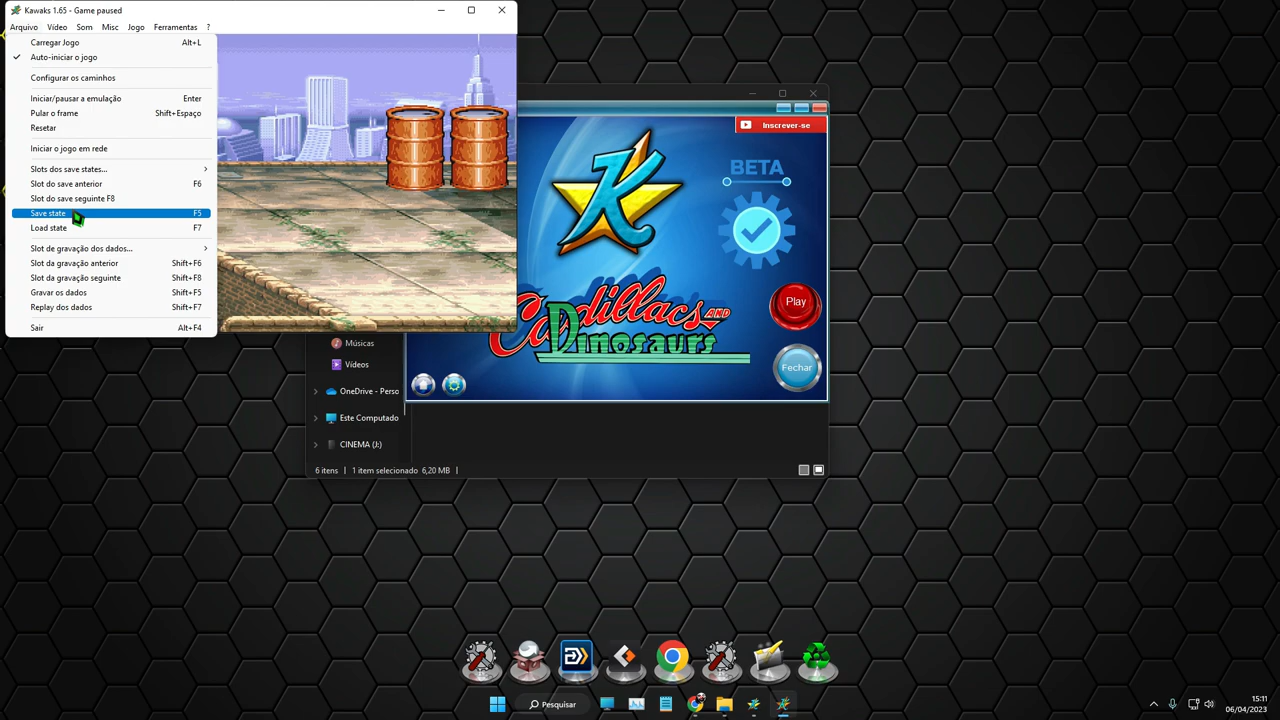 Kawaks 1.65 - Game paused
Arquivo Vídeo Som Misc Jogo Ferramentas ?
Carregar Jogo Alt+L
Auto-iniciar o jogo
Configurar os caminhos
Iniciar/pausar a emulação Enter
Pular o frame Shift+Espaço
Resetar
Iniciar o jogo em rede
Slots dos save states...
Slot do save anterior F6
Slot do save seguinte F8
Save state F5
Load state F7
Slot de gravação dos dados...
Slot da gravação anterior Shift+F6
Slot da gravação seguinte Shift+F8
Gravar os dados Shift+F5
Replay dos dados Shift+F7
Sair Alt+F4
Inscrever-se
K
BETA
Cadillacs AND
Dinosaurs
Play
Fechar
Músicas
Vídeos
OneDrive - Perso
Este Computado
CINEMA (J:)
6 itens 1 item selecionado 6,20 MB
Pesquisar
15:11
06/04/2023